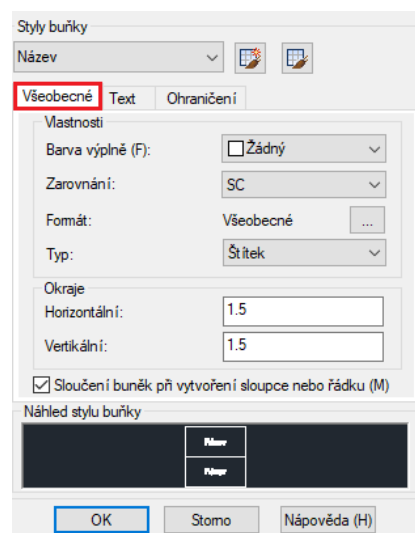 Styly buňky
Název
Všeobecné Text Ohraničení
Vlastnosti
Barva výplně (F): Žádný
Zarovnání: SC
Formát: Všeobecné ...
Typ: Štítek
Okraje
Horizontální: 1.5
Vertikální: 1.5
Sloučení buněk při vytvoření sloupce nebo řádku (M)
Náhled stylu buňky
OK Storno Nápověda (H)